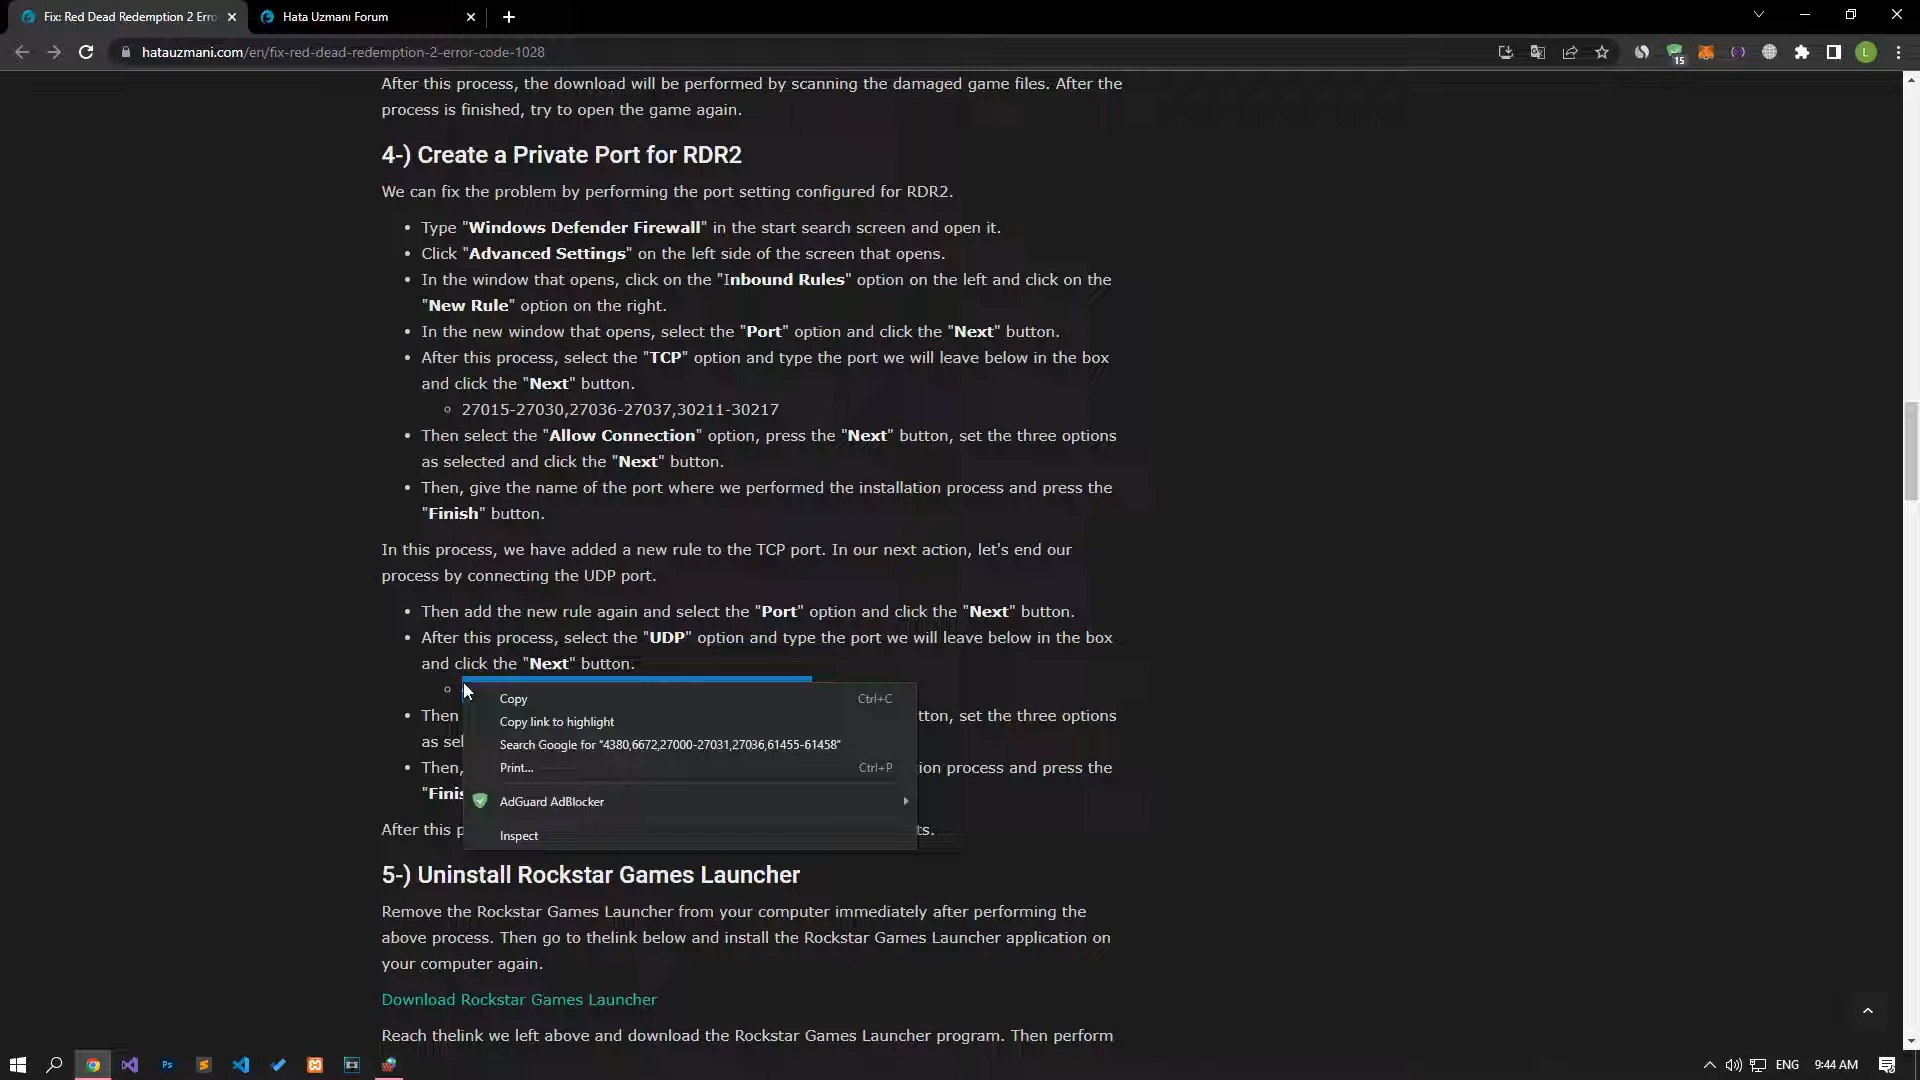 Fix: Red Dead Redemption 2 Erro
Hata Uzmanı Forum
hatauzmani.com/en/fix-red-dead-redemption-2-error-code-1028
15
L
After this process, the download will be performed by scanning the damaged game files. After the
process is finished, try to open the game again.
4-) Create a Private Port for RDR2
We can fix the problem by performing the port setting configured for RDR2.
Type "Windows Defender Firewall" in the start search screen and open it.
Click "Advanced Settings" on the left side of the screen that opens.
In the window that opens, click on the "Inbound Rules" option on the left and click on the
"New Rule" option on the right.
In the new window that opens, select the "Port" option and click the "Next" button.
After this process, select the "TCP" option and type the port we will leave below in the box
and click the "Next" button.
27015-27030,27036-27037,30211-30217
Then select the "Allow Connection" option, press the "Next" button, set the three options
as selected and click the "Next" button.
Then, give the name of the port where we performed the installation process and press the
"Finish" button.
In this process, we have added a new rule to the TCP port. In our next action, let's end our
process by connecting the UDP port.
Then add the new rule again and select the "Port" option and click the "Next" button.
After this process, select the "UDP" option and type the port we will leave below in the box
and click the "Next" button.
Copy Ctrl+C
Then tton, set the three options
Copy link to highlight
as sel
Search Google for "4380,6672,27000-27031,27036,61455-61458"
Then, ion process and press the
Print... Ctrl+P
"Finis
AdGuard AdBlocker
After this p ts.
Inspect
5-) Uninstall Rockstar Games Launcher
Remove the Rockstar Games Launcher from your computer immediately after performing the
above process. Then go to thelink below and install the Rockstar Games Launcher application on
your computer again.
Download Rockstar Games Launcher
Reach thelink we left above and download the Rockstar Games Launcher program. Then perform
Ps
ENG
9:44 AM